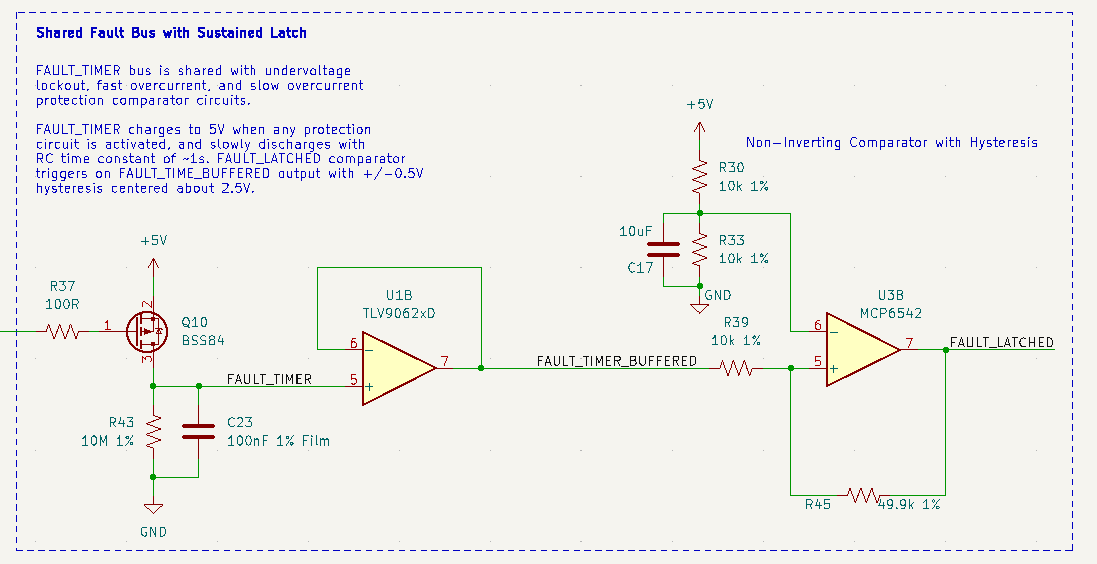 Shared Fault Bus with Sustained Latch
FAULT_TIMER bus is shared with undervoltage
lockout, fast overcurrent, and slow overcurrent
protection comparator circuits.
FAULT_TIMER charges to 5V when any protection
circuit is activated, and slowly discharges with
RC time constant of ~1s. FAULT_LATCHED comparator
triggers on FAULT_TIME_BUFFERED output with +/-0.5V
hysteresis centered about 2.5V.
+5V
Non-Inverting Comparator with Hysteresis
R30
10k 1%
10uF
C17
R33
10k 1%
GND
+5V
R37
100R
1
2
3
Q10
BSS84
U1B
TLV9062xD
6
5
7
FAULT_TIMER
FAULT_TIMER_BUFFERED
R39
10k 1%
U3B
MCP6542
6
5
7
FAULT_LATCHED
R43
10M 1%
C23
100nF 1% Film
R45
49.9k 1%
GND